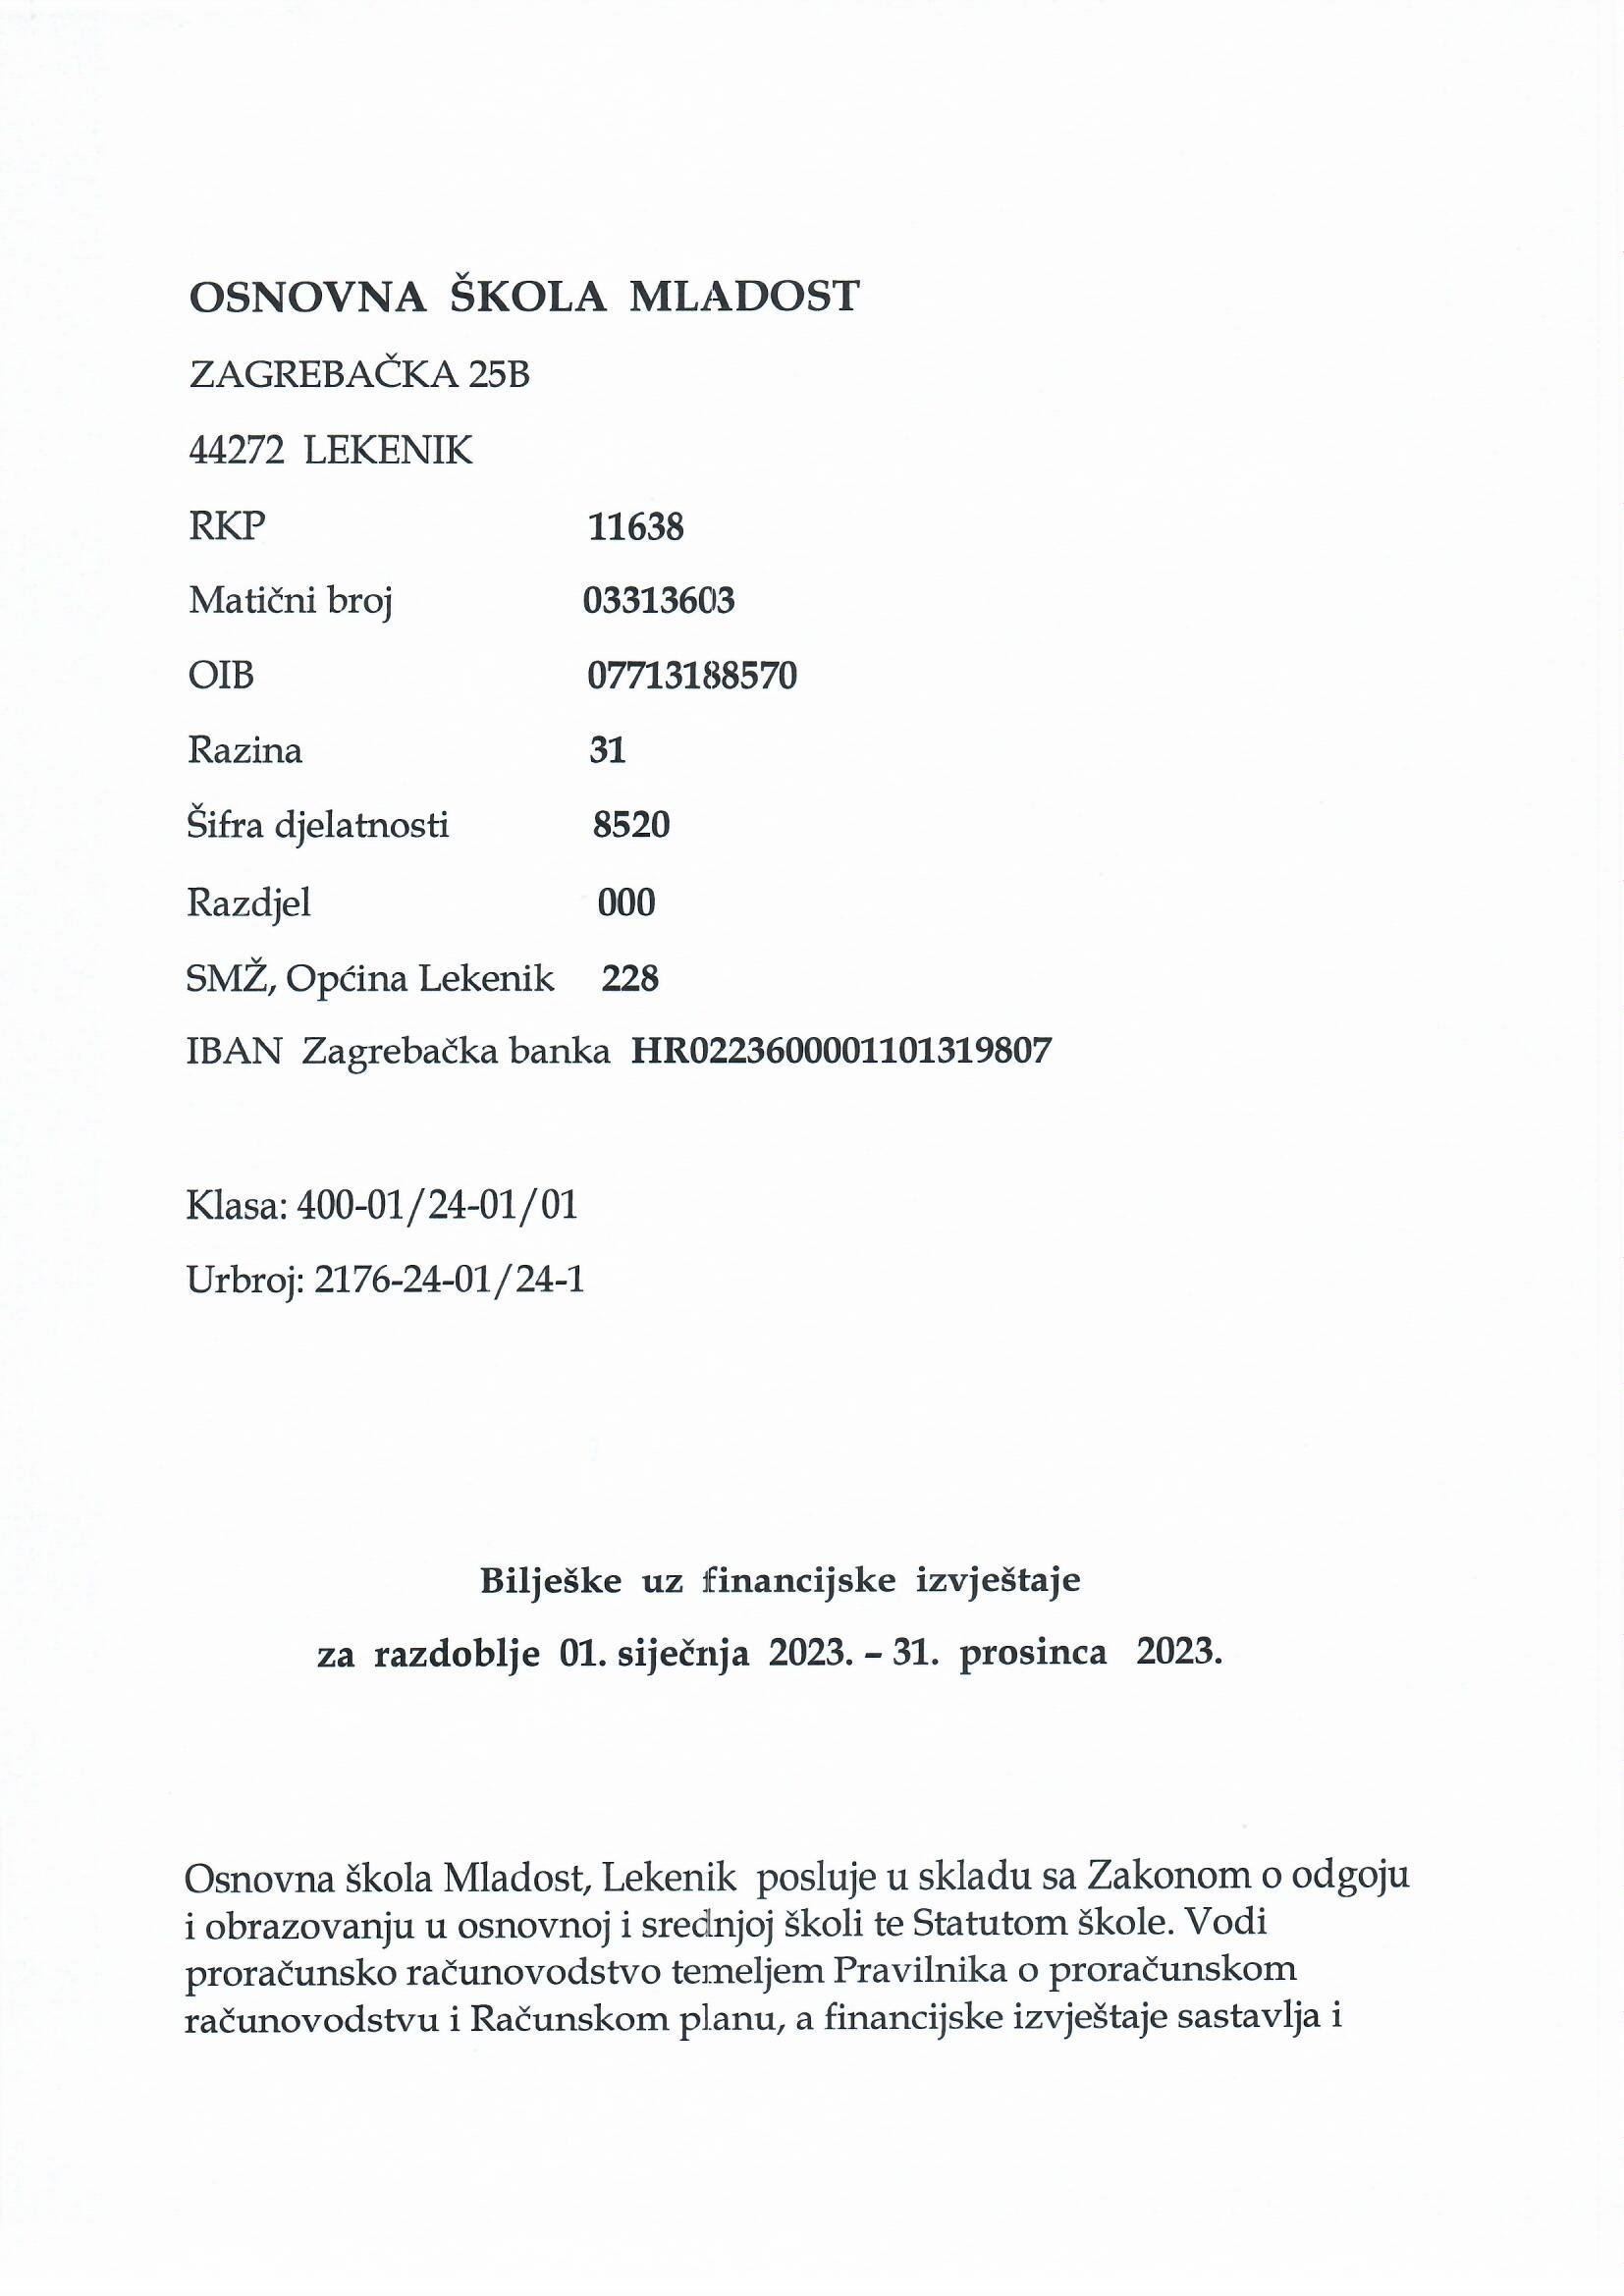 OSNOVNA ŠKOLA MLADOST
ZAGREBAČKA 25B
44272 LEKENIK
RKP 11638
Matični broj 03313603
OIB 07713188570
Razina 31
Šifra djelatnosti 8520
Razdjel 000
SMŽ, Općina Lekenik 228
IBAN Zagrebačka banka HR0223600001101319807
Klasa: 400-01/24-01/01
Urbroj: 2176-24-01/24-1
Bilješke uz financijske izvještaje
za razdoblje 01. siječnja 2023. – 31. prosinca 2023.
Osnovna škola Mladost, Lekenik posluje u skladu sa Zakonom o odgoju
i obrazovanju u osnovnoj i srednjoj školi te Statutom škole. Vodi
proračunsko računovodstvo temeljem Pravilnika o proračunskom
računovodstvu i Računskom planu, a financijske izvještaje sastavlja i